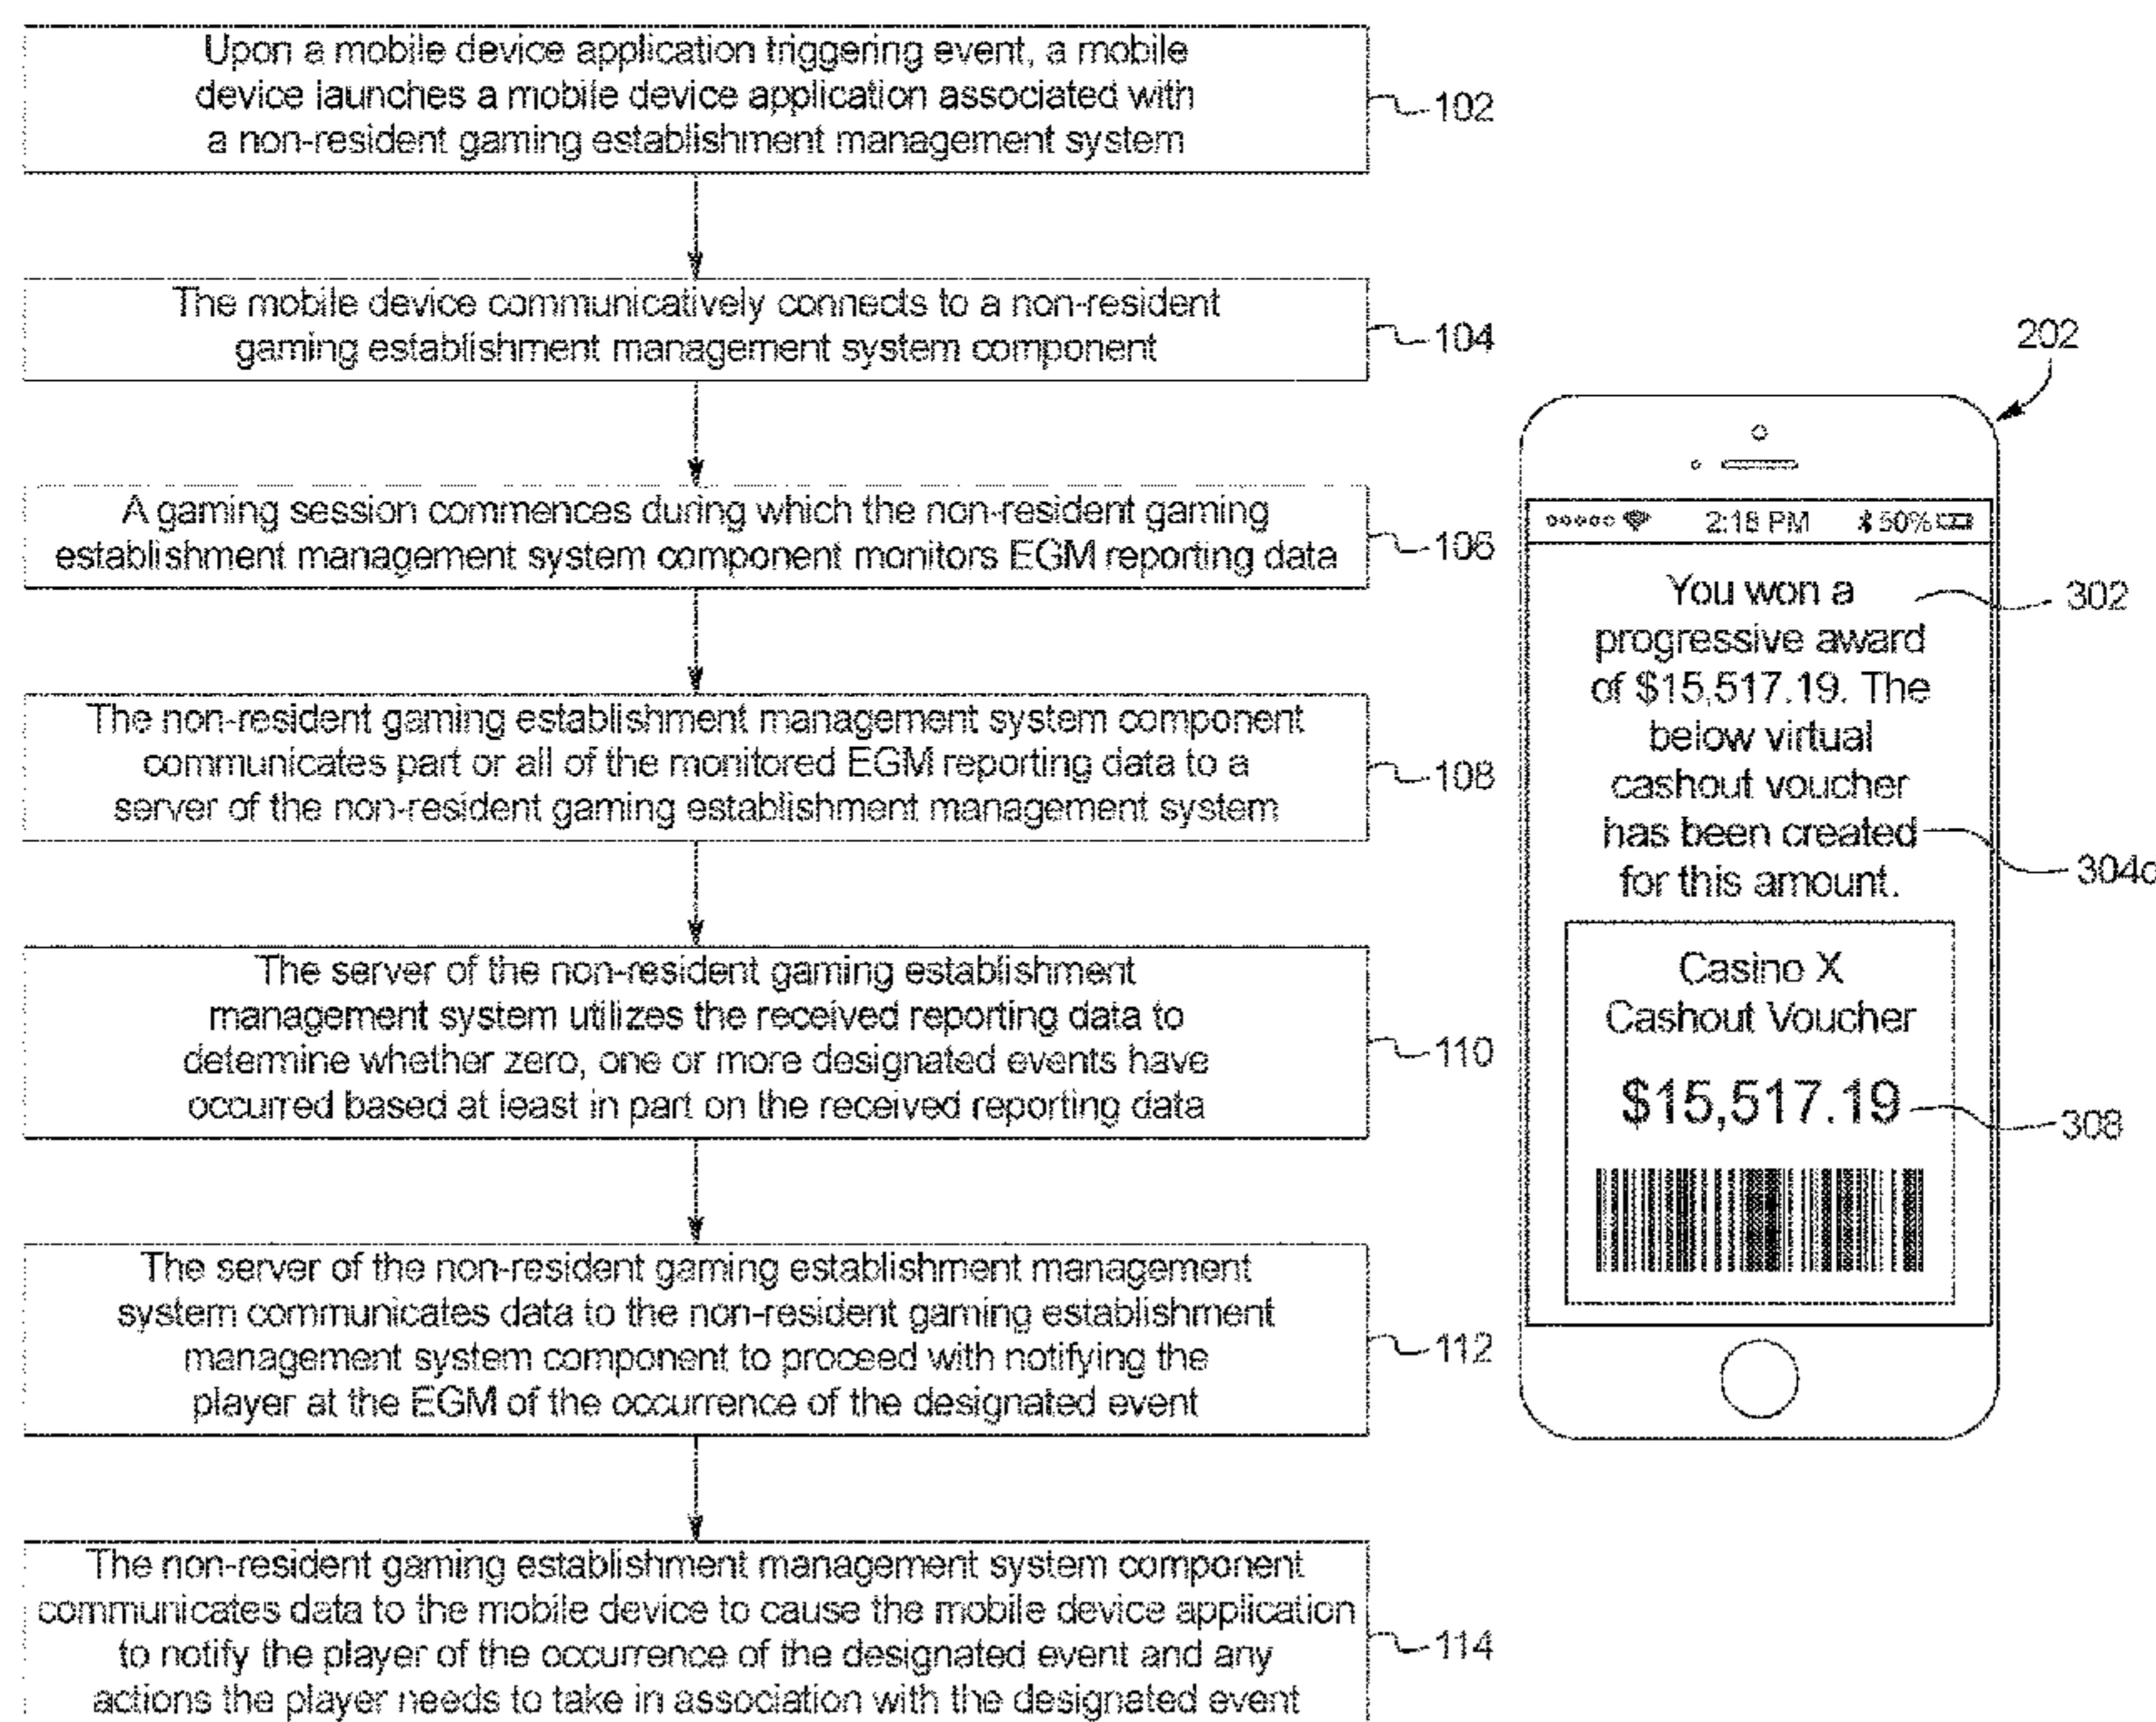 Upon a mobile device application triggering event, a mobile
device launches a mobile device application associated with
a non-resident gaming establishment management system
102
The mobile device communicatively connects to a non-resident
gaming establishment management system component
104
A gaming session commences during which the non-resident gaming
establishment management system component monitors EGM reporting data
106
The non-resident gaming establishment management system component
communicates part or all of the monitored EGM reporting data to a
server of the non-resident gaming establishment management system
108
The server of the non-resident gaming establishment
management system utilizes the received reporting data to
determine whether zero, one or more designated events have
occurred based at least in part on the received reporting data
110
The server of the non-resident gaming establishment management
system communicates data to the non-resident gaming establishment
management system component to proceed with notifying the
player at the EGM of the occurrence of the designated event
112
The non-resident gaming establishment management system component
communicates data to the mobile device to cause the mobile device application
to notify the player of the occurrence of the designated event and any
actions the player needs to take in association with the designated event
114
202
2:18 PM 50%
You won a
progressive award
of $15,517.19. The
below virtual
cashout voucher
has been created
for this amount.
302
304c
Casino X
Cashout Voucher
$15,517.19
308